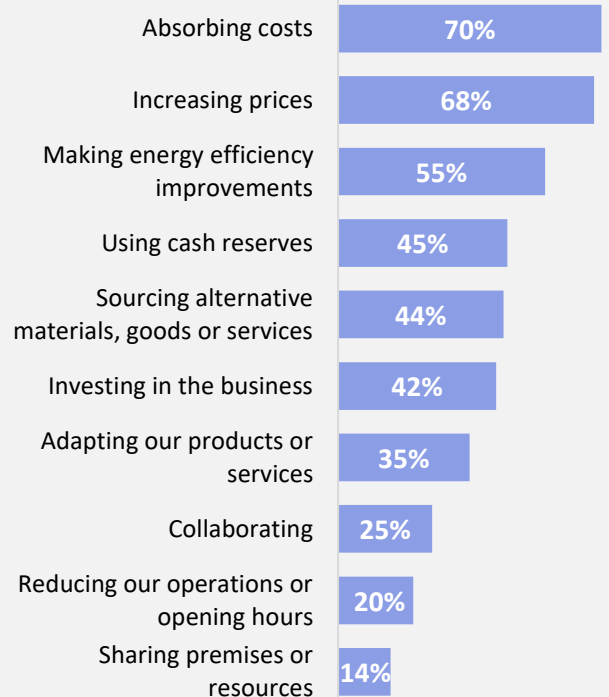 Absorbing costs
70%
Increasing prices
68%
Making energy efficiency
improvements
55%
Using cash reserves
45%
Sourcing alternative
materials, goods or services
44%
Investing in the business
42%
Adapting our products or
services
35%
Collaborating
25%
Reducing our operations or
opening hours
20%
Sharing premises or
resources
14%